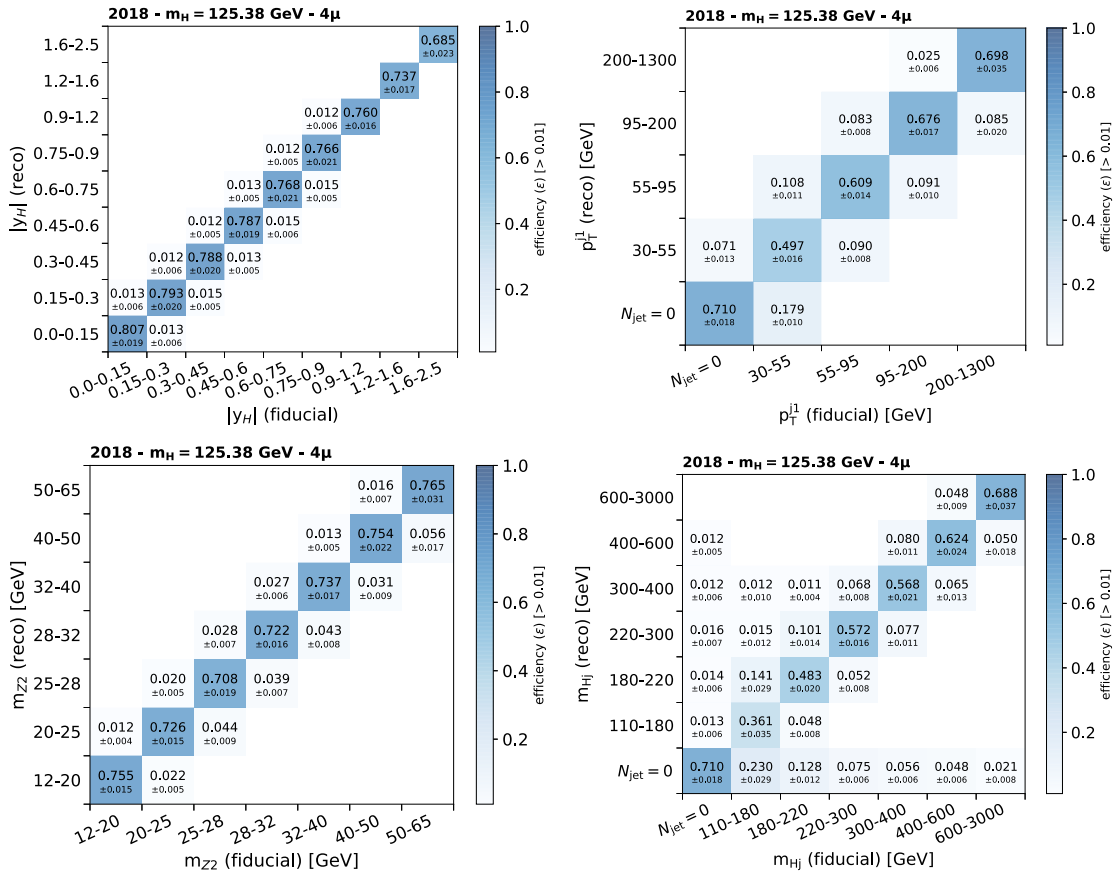 2018 - m_H = 125.38 GeV - 4μ
1.6-2.5
1.2-1.6
0.9-1.2
0.75-0.9
0.6-0.75
0.45-0.6
0.3-0.45
0.15-0.3
0.0-0.15
|y_H| (reco)
0.685
±0.023
0.737
±0.017
0.012 0.760
±0.006 ±0.016
0.012 0.766
±0.005 ±0.021
0.013 0.768 0.015
±0.005 ±0.021 ±0.005
0.012 0.787 0.015
±0.005 ±0.019 ±0.006
0.012 0.788 0.013
±0.006 ±0.020 ±0.005
0.013 0.793 0.015
±0.006 ±0.020 ±0.005
0.807 0.013
±0.019 ±0.006
0.0-0.15 0.15-0.3 0.3-0.45 0.45-0.6 0.6-0.75 0.75-0.9 0.9-1.2 1.2-1.6 1.6-2.5
|y_H| (fiducial)
1.0
0.8
0.6
0.4
0.2
efficiency (ε) [> 0.01]
2018 - m_H = 125.38 GeV - 4μ
200-1300
95-200
55-95
30-55
N_jet = 0
p_T^j1 (reco) [GeV]
0.025 0.698
±0.006 ±0.035
0.083 0.676 0.085
±0.008 ±0.017 ±0.020
0.108 0.609 0.091
±0.011 ±0.014 ±0.010
0.071 0.497 0.090
±0.013 ±0.016 ±0.008
0.710 0.179
±0.018 ±0.010
N_jet = 0 30-55 55-95 95-200 200-1300
p_T^j1 (fiducial) [GeV]
1.0
0.8
0.6
0.4
0.2
efficiency (ε) [> 0.01]
2018 - m_H = 125.38 GeV - 4μ
50-65
40-50
32-40
28-32
25-28
20-25
12-20
m_Z2 (reco) [GeV]
0.016 0.765
±0.007 ±0.031
0.013 0.754 0.056
±0.005 ±0.022 ±0.017
0.027 0.737 0.031
±0.006 ±0.017 ±0.009
0.028 0.722 0.043
±0.007 ±0.016 ±0.008
0.020 0.708 0.039
±0.005 ±0.019 ±0.007
0.012 0.726 0.044
±0.004 ±0.015 ±0.009
0.755 0.022
±0.015 ±0.005
12-20 20-25 25-28 28-32 32-40 40-50 50-65
m_Z2 (fiducial) [GeV]
1.0
0.8
0.6
0.4
0.2
efficiency (ε) [> 0.01]
2018 - m_H = 125.38 GeV - 4μ
600-3000
400-600
300-400
220-300
180-220
110-180
N_jet = 0
m_Hj (reco) [GeV]
0.048 0.688
±0.009 ±0.037
0.012 0.080 0.624 0.050
±0.005 ±0.011 ±0.024 ±0.018
0.012 0.012 0.011 0.068 0.568 0.065
±0.006 ±0.010 ±0.004 ±0.008 ±0.021 ±0.013
0.016 0.015 0.101 0.572 0.077
±0.007 ±0.012 ±0.014 ±0.016 ±0.011
0.014 0.141 0.483 0.052
±0.006 ±0.029 ±0.020 ±0.008
0.013 0.361 0.048
±0.006 ±0.035 ±0.008
0.710 0.230 0.128 0.075 0.056 0.048 0.021
±0.018 ±0.029 ±0.012 ±0.006 ±0.006 ±0.006 ±0.008
N_jet = 0 110-180 180-220 220-300 300-400 400-600 600-3000
m_Hj (fiducial) [GeV]
1.0
0.8
0.6
0.4
0.2
efficiency (ε) [> 0.01]